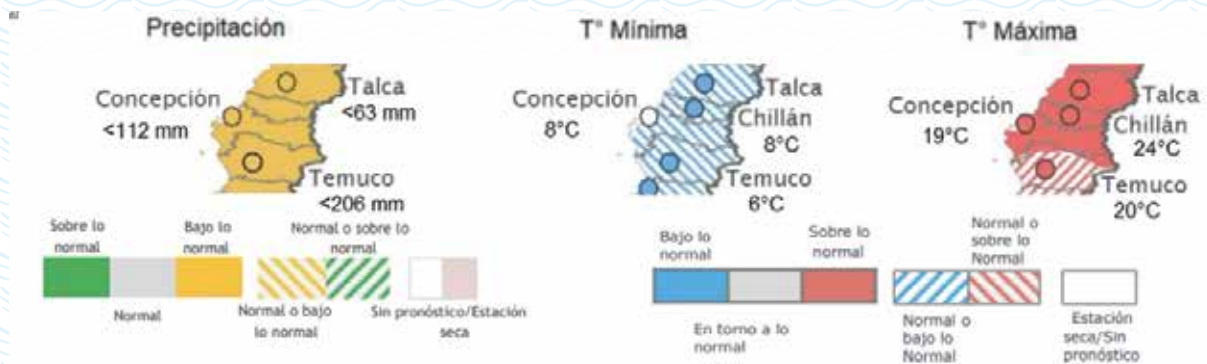 Precipitación
Concepción
<112 mm
Talca
<63 mm
Temuco
<206 mm
Sobre lo
normal
Bajo lo
normal
Normal o sobre lo
normal
Normal
Normal o bajo
lo normal
Sin pronóstico/Estación
seca
T° Mínima
Concepción
8°C
Talca
Chillán
8°C
Temuco
6°C
T° Máxima
19°C
Talca
Chillán
24°C
Temuco
20°C
Bajo lo
normal
Sobre lo
normal
Normal o
sobre lo
Normal
En torno a lo
normal
Normal o
bajo lo
Normal
Estación
seca/Sin
pronóstico